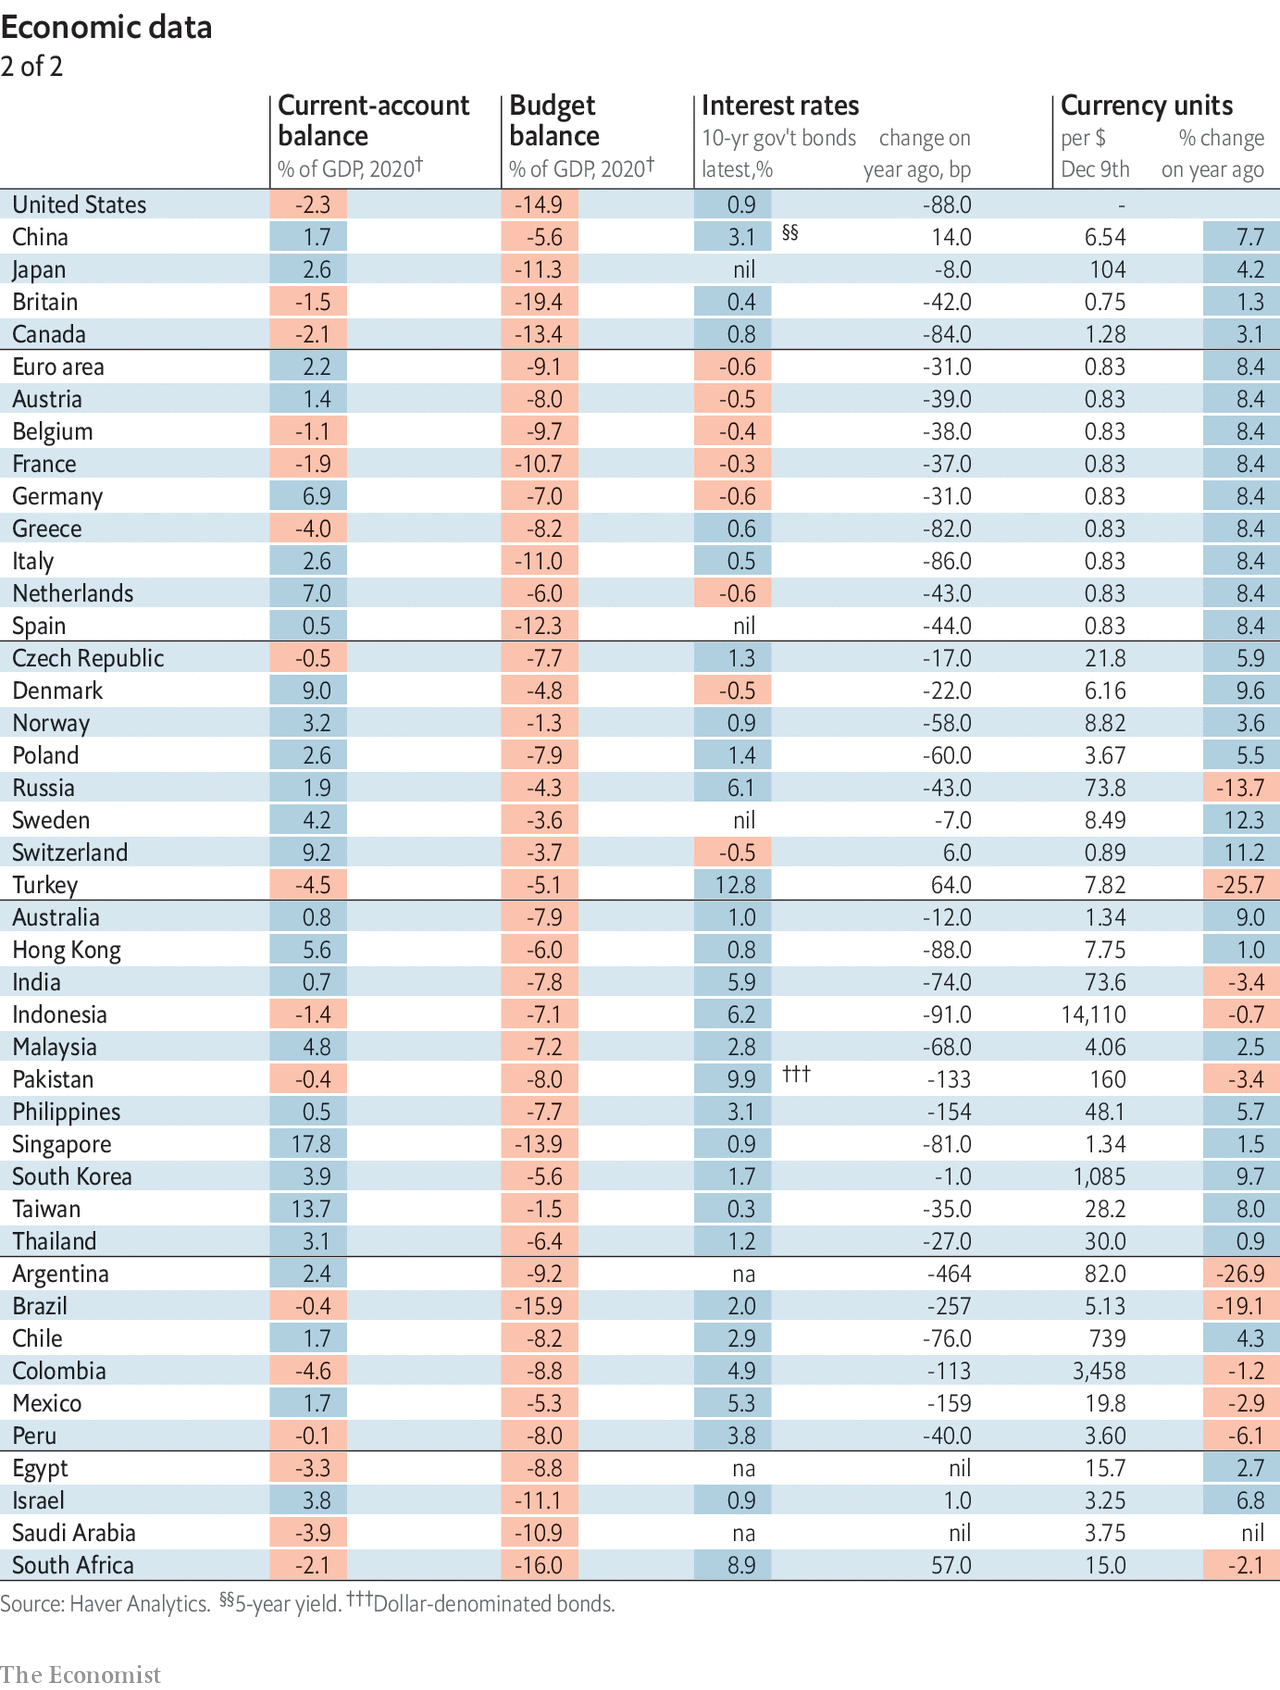 Economic data
2 of 2
Current-account balance Budget balance Interest rates Currency units
% of GDP, 2020† % of GDP, 2020† 10-yr gov't bonds latest,% change on year ago, bp per $ Dec 9th % change on year ago
United States -2.3 -14.9 0.9 -88.0 -
China 1.7 -5.6 3.1 §§ 14.0 6.54 7.7
Japan 2.6 -11.3 nil -8.0 104 4.2
Britain -1.5 -19.4 0.4 -42.0 0.75 1.3
Canada -2.1 -13.4 0.8 -84.0 1.28 3.1
Euro area 2.2 -9.1 -0.6 -31.0 0.83 8.4
Austria 1.4 -8.0 -0.5 -39.0 0.83 8.4
Belgium -1.1 -9.7 -0.4 -38.0 0.83 8.4
France -1.9 -10.7 -0.3 -37.0 0.83 8.4
Germany 6.9 -7.0 -0.6 -31.0 0.83 8.4
Greece -4.0 -8.2 0.6 -82.0 0.83 8.4
Italy 2.6 -11.0 0.5 -86.0 0.83 8.4
Netherlands 7.0 -6.0 -0.6 -43.0 0.83 8.4
Spain 0.5 -12.3 nil -44.0 0.83 8.4
Czech Republic -0.5 -7.7 1.3 -17.0 21.8 5.9
Denmark 9.0 -4.8 -0.5 -22.0 6.16 9.6
Norway 3.2 -1.3 0.9 -58.0 8.82 3.6
Poland 2.6 -7.9 1.4 -60.0 3.67 5.5
Russia 1.9 -4.3 6.1 -43.0 73.8 -13.7
Sweden 4.2 -3.6 nil -7.0 8.49 12.3
Switzerland 9.2 -3.7 -0.5 6.0 0.89 11.2
Turkey -4.5 -5.1 12.8 64.0 7.82 -25.7
Australia 0.8 -7.9 1.0 -12.0 1.34 9.0
Hong Kong 5.6 -6.0 0.8 -88.0 7.75 1.0
India 0.7 -7.8 5.9 -74.0 73.6 -3.4
Indonesia -1.4 -7.1 6.2 -91.0 14,110 -0.7
Malaysia 4.8 -7.2 2.8 -68.0 4.06 2.5
Pakistan -0.4 -8.0 9.9 ††† -133 160 -3.4
Philippines 0.5 -7.7 3.1 -154 48.1 5.7
Singapore 17.8 -13.9 0.9 -81.0 1.34 1.5
South Korea 3.9 -5.6 1.7 -1.0 1,085 9.7
Taiwan 13.7 -1.5 0.3 -35.0 28.2 8.0
Thailand 3.1 -6.4 1.2 -27.0 30.0 0.9
Argentina 2.4 -9.2 na -464 82.0 -26.9
Brazil -0.4 -15.9 2.0 -257 5.13 -19.1
Chile 1.7 -8.2 2.9 -76.0 739 4.3
Colombia -4.6 -8.8 4.9 -113 3,458 -1.2
Mexico 1.7 -5.3 5.3 -159 19.8 -2.9
Peru -0.1 -8.0 3.8 -40.0 3.60 -6.1
Egypt -3.3 -8.8 na nil 15.7 2.7
Israel 3.8 -11.1 0.9 1.0 3.25 6.8
Saudi Arabia -3.9 -10.9 na nil 3.75 nil
South Africa -2.1 -16.0 8.9 57.0 15.0 -2.1
Source: Haver Analytics. §§5-year yield. †††Dollar-denominated bonds.
The Economist